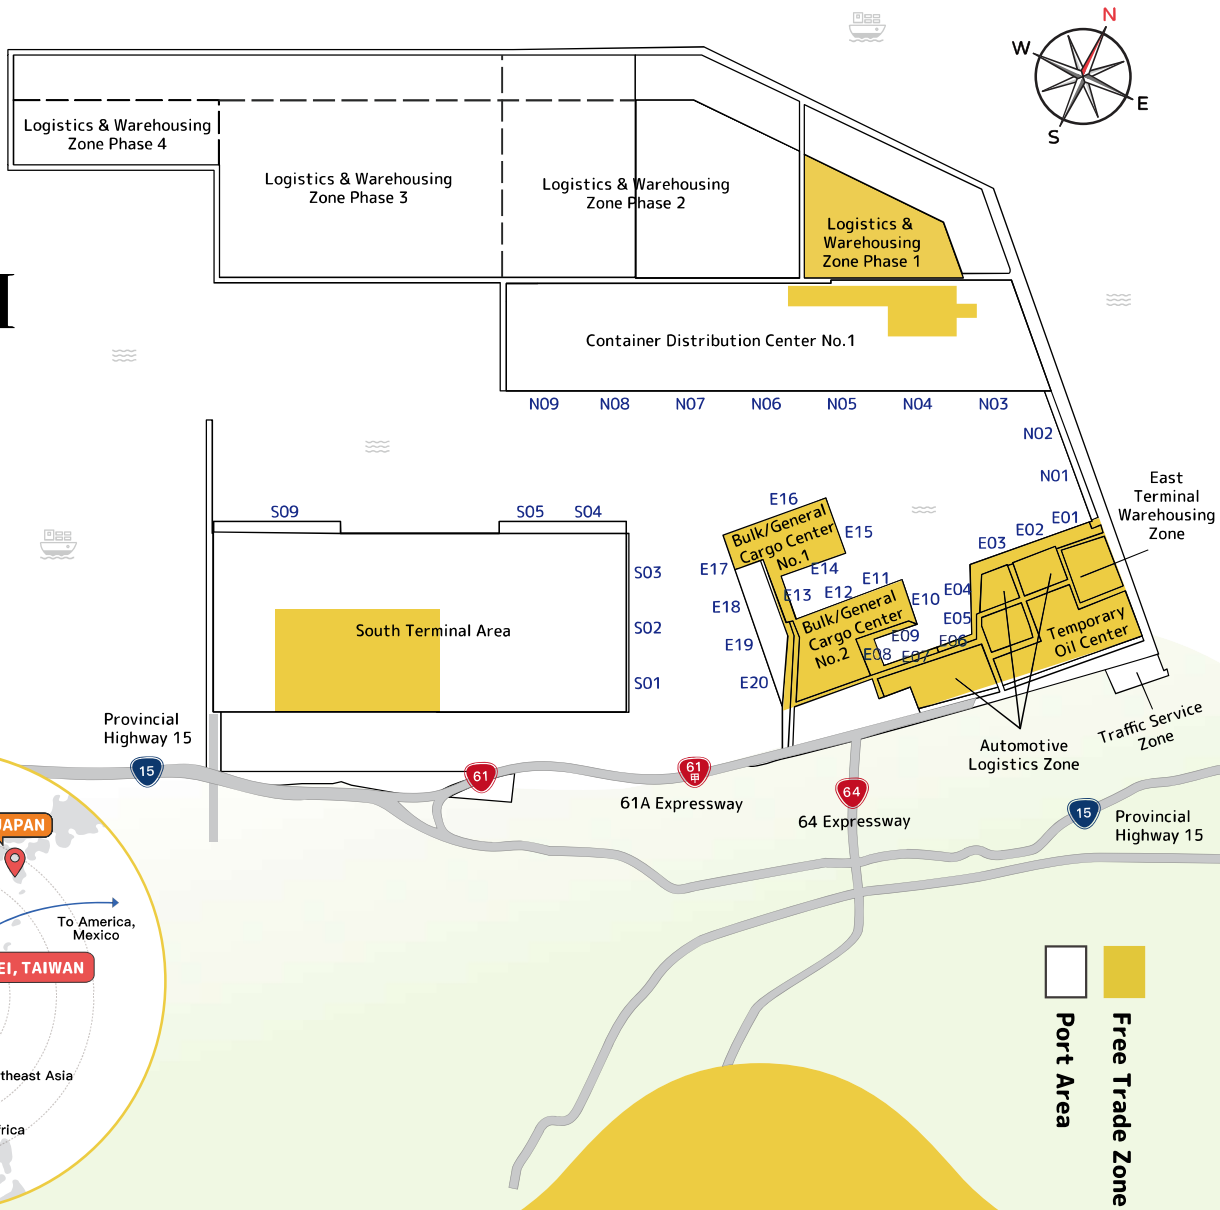 N
W
E
S
Logistics & Warehousing
Zone Phase 4
Logistics & Warehousing
Zone Phase 3
Logistics & Warehousing
Zone Phase 2
Logistics &
Warehousing
Zone Phase 1
Container Distribution Center No.1
N09
N08
N07
N06
N05
N04
N03
N02
N01
East
Terminal
Warehousing
Zone
S09
S05
S04
S03
S02
S01
South Terminal Area
E16
E15
E14
E17
E18
E19
E20
E13
E12
E11
E10
E09
E08
E07
E06
E05
E04
E03
E02
E01
Bulk/General
Cargo Center
No.1
Bulk/General
Cargo Center
No.2
Temporary
Oil Center
Automotive
Logistics Zone
Traffic Service
Zone
Provincial
Highway 15
15
61
61
甲
61A Expressway
64
64 Expressway
15
Provincial
Highway 15
JAPAN
To America,
Mexico
EI, TAIWAN
theast Asia
frica
Port Area
Free Trade Zone